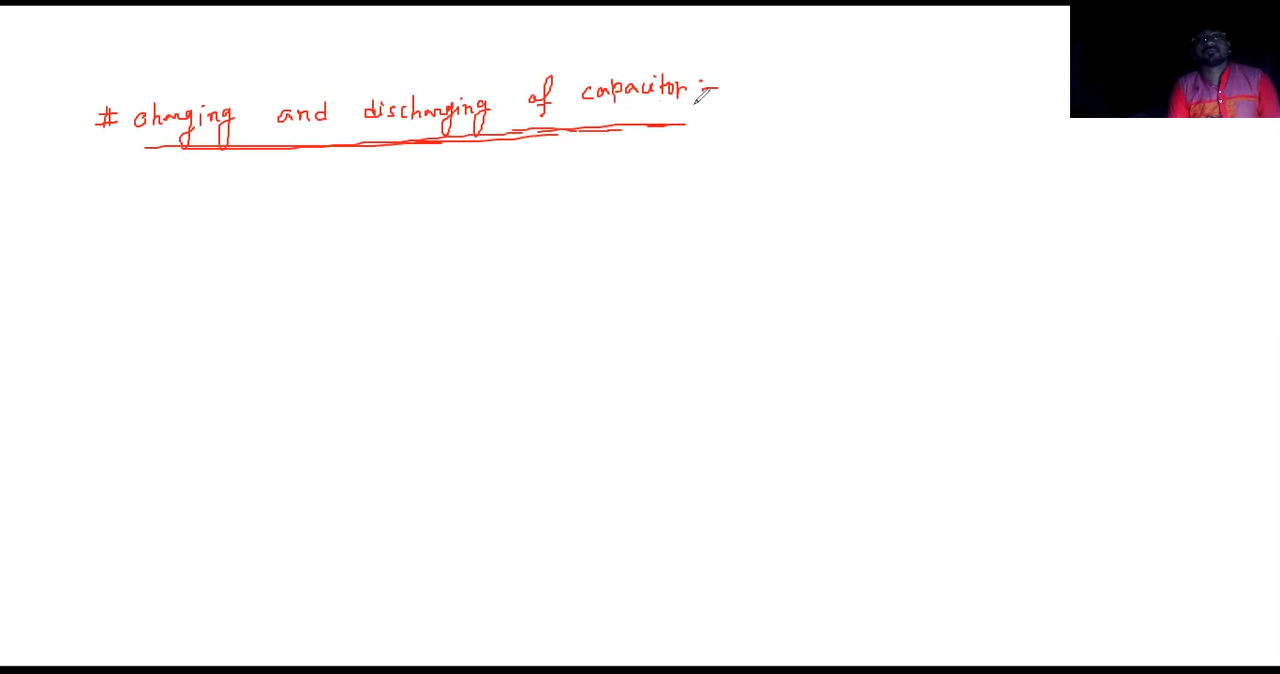 # charging and discharging of capacitor :-